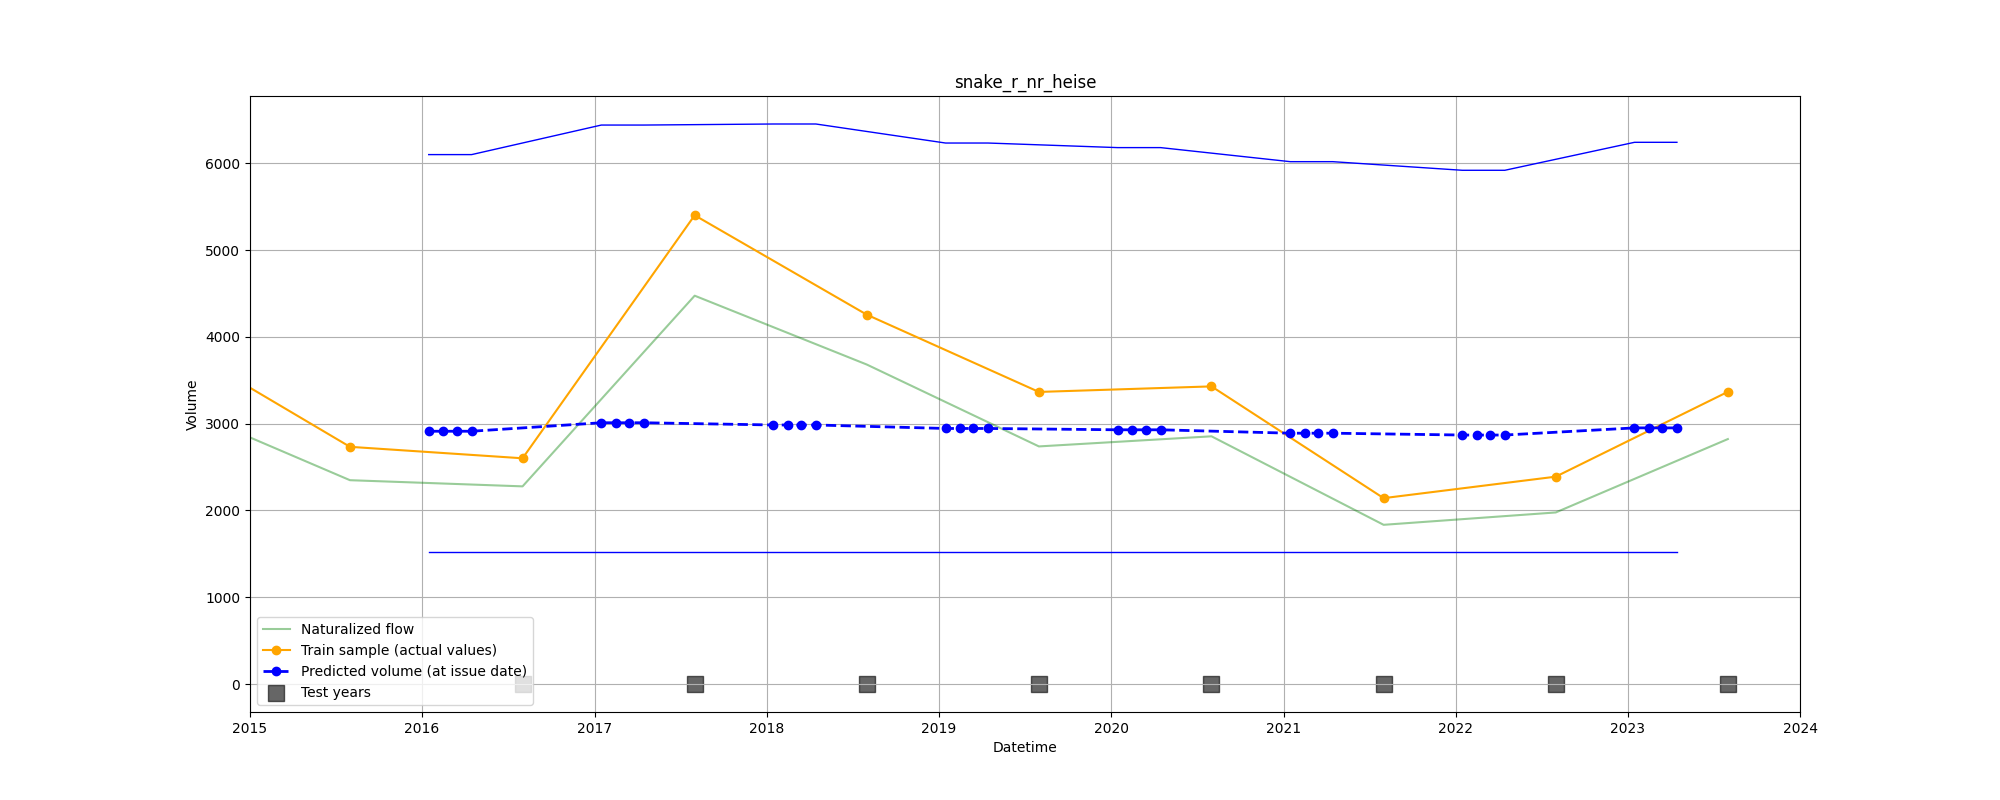 snake_r_nr_heise
Volume
6000
5000
4000
3000
2000
1000
0
Naturalized flow
Train sample (actual values)
Predicted volume (at issue date)
Test years
2015 2016 2017 2018 2019 2020 2021 2022 2023 2024
Datetime